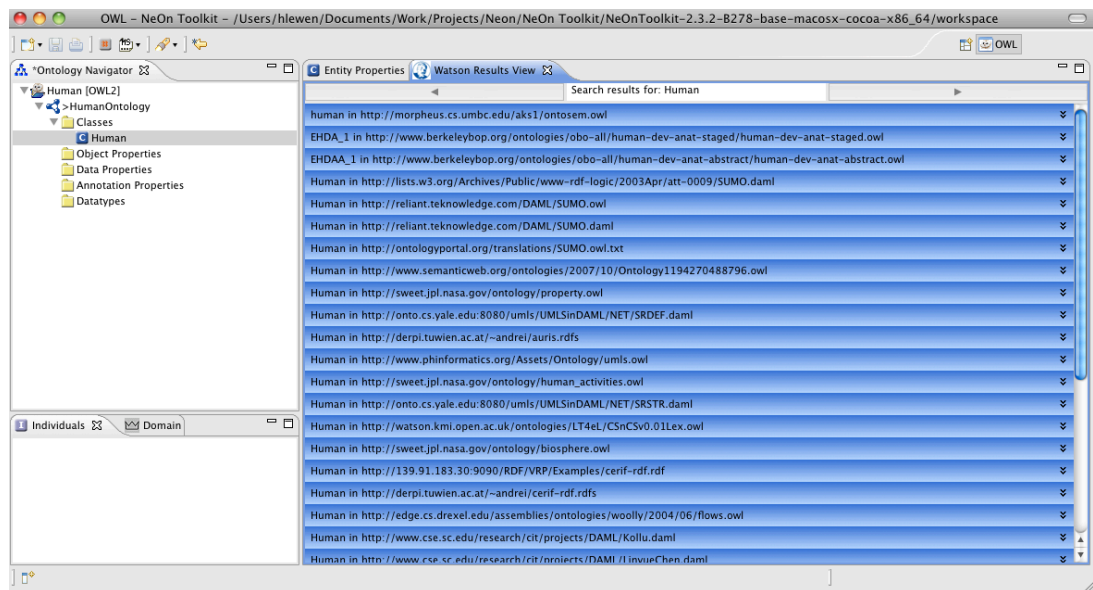 OWL - NeOn Toolkit - /Users/hlewen/Documents/Work/Projects/Neon/NeOn Toolkit/NeOnToolkit-2.3.2-B278-base-macosx-cocoa-x86_64/workspace
OWL
*Ontology Navigator
Human [OWL2]
>HumanOntology
Classes
Human
Object Properties
Data Properties
Annotation Properties
Datatypes
Individuals
Domain
Entity Properties
Watson Results View
Search results for: Human
human in http://morpheus.cs.umbc.edu/aks1/ontosem.owl
EHDA_1 in http://www.berkeleybop.org/ontologies/obo-all/human-dev-anat-staged/human-dev-anat-staged.owl
EHDAA_1 in http://www.berkeleybop.org/ontologies/obo-all/human-dev-anat-abstract/human-dev-anat-abstract.owl
Human in http://lists.w3.org/Archives/Public/www-rdf-logic/2003Apr/att-0009/SUMO.daml
Human in http://reliant.teknowledge.com/DAML/SUMO.owl
Human in http://reliant.teknowledge.com/DAML/SUMO.daml
Human in http://ontologyportal.org/translations/SUMO.owl.txt
Human in http://www.semanticweb.org/ontologies/2007/10/Ontology1194270488796.owl
Human in http://sweet.jpl.nasa.gov/ontology/property.owl
Human in http://onto.cs.yale.edu:8080/umls/UMLSinDAML/NET/SRDEF.daml
Human in http://derpi.tuwien.ac.at/~andrei/auris.rdfs
Human in http://www.phinformatics.org/Assets/Ontology/umls.owl
Human in http://sweet.jpl.nasa.gov/ontology/human_activities.owl
Human in http://onto.cs.yale.edu:8080/umls/UMLSinDAML/NET/SRSTR.daml
Human in http://watson.kmi.open.ac.uk/ontologies/LT4eL/CSnCSv0.01Lex.owl
Human in http://sweet.jpl.nasa.gov/ontology/biosphere.owl
Human in http://139.91.183.30:9090/RDF/VRP/Examples/cerif-rdf.rdf
Human in http://derpi.tuwien.ac.at/~andrei/cerif-rdf.rdfs
Human in http://edge.cs.drexel.edu/assemblies/ontologies/woolly/2004/06/flows.owl
Human in http://www.cse.sc.edu/research/cit/projects/DAML/Kollu.daml
Human in http://www.cse.sc.edu/research/cit/projects/DAML/LinyueChen.daml